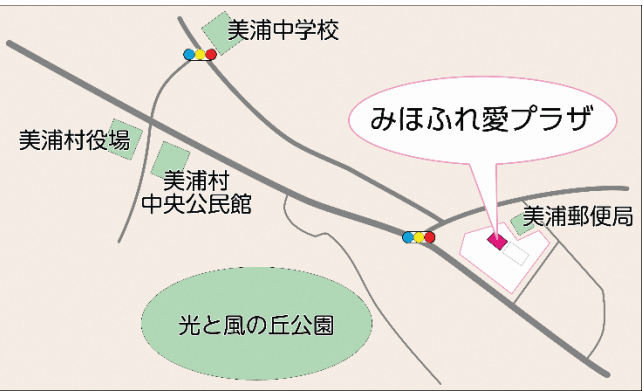 美浦中学校
みほふれ愛プラザ
美浦村役場
美浦村
中央公民館
美浦郵便局
光と風の丘公園